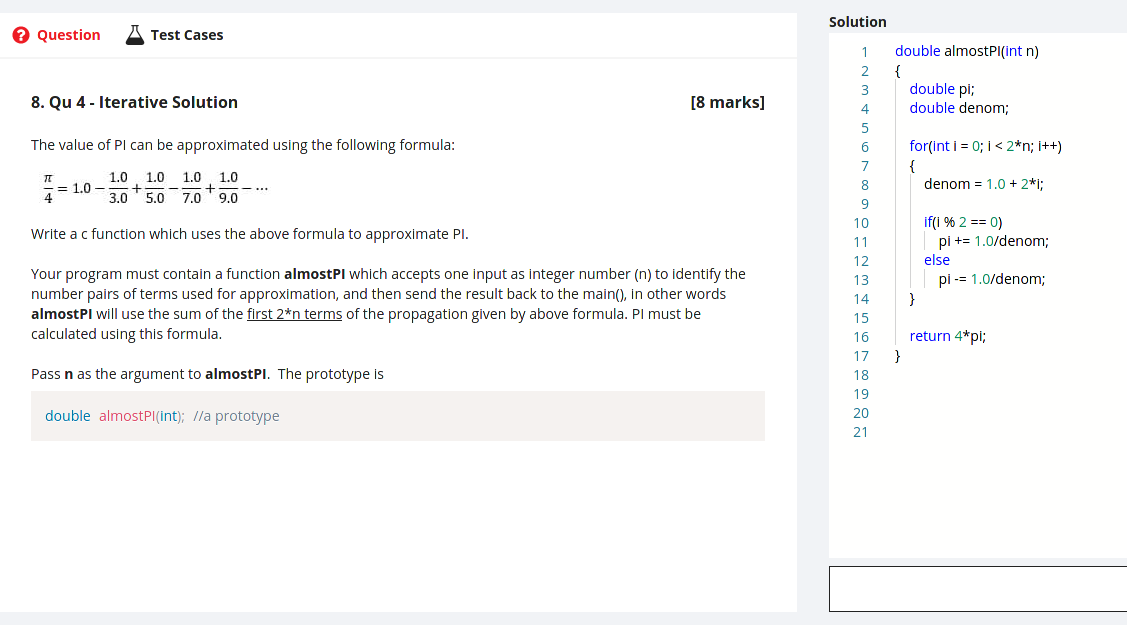 Question Test Cases
8. Qu 4 - Iterative Solution [8 marks]
The value of PI can be approximated using the following formula:
π/4 = 1.0 − 1.0/3.0 + 1.0/5.0 − 1.0/7.0 + 1.0/9.0 − ···
Write a c function which uses the above formula to approximate PI.
Your program must contain a function almostPI which accepts one input as integer number (n) to identify the
number pairs of terms used for approximation, and then send the result back to the main(), in other words
almostPI will use the sum of the first 2*n terms of the propagation given by above formula. PI must be
calculated using this formula.
Pass n as the argument to almostPI. The prototype is
double almostPI(int); //a prototype
Solution
1 double almostPI(int n)
2 {
3 double pi;
4 double denom;
5
6 for(int i = 0; i < 2*n; i++)
7 {
8 denom = 1.0 + 2*i;
9
10 if(i % 2 == 0)
11 pi += 1.0/denom;
12 else
13 pi -= 1.0/denom;
14 }
15
16 return 4*pi;
17 }
18
19
20
21